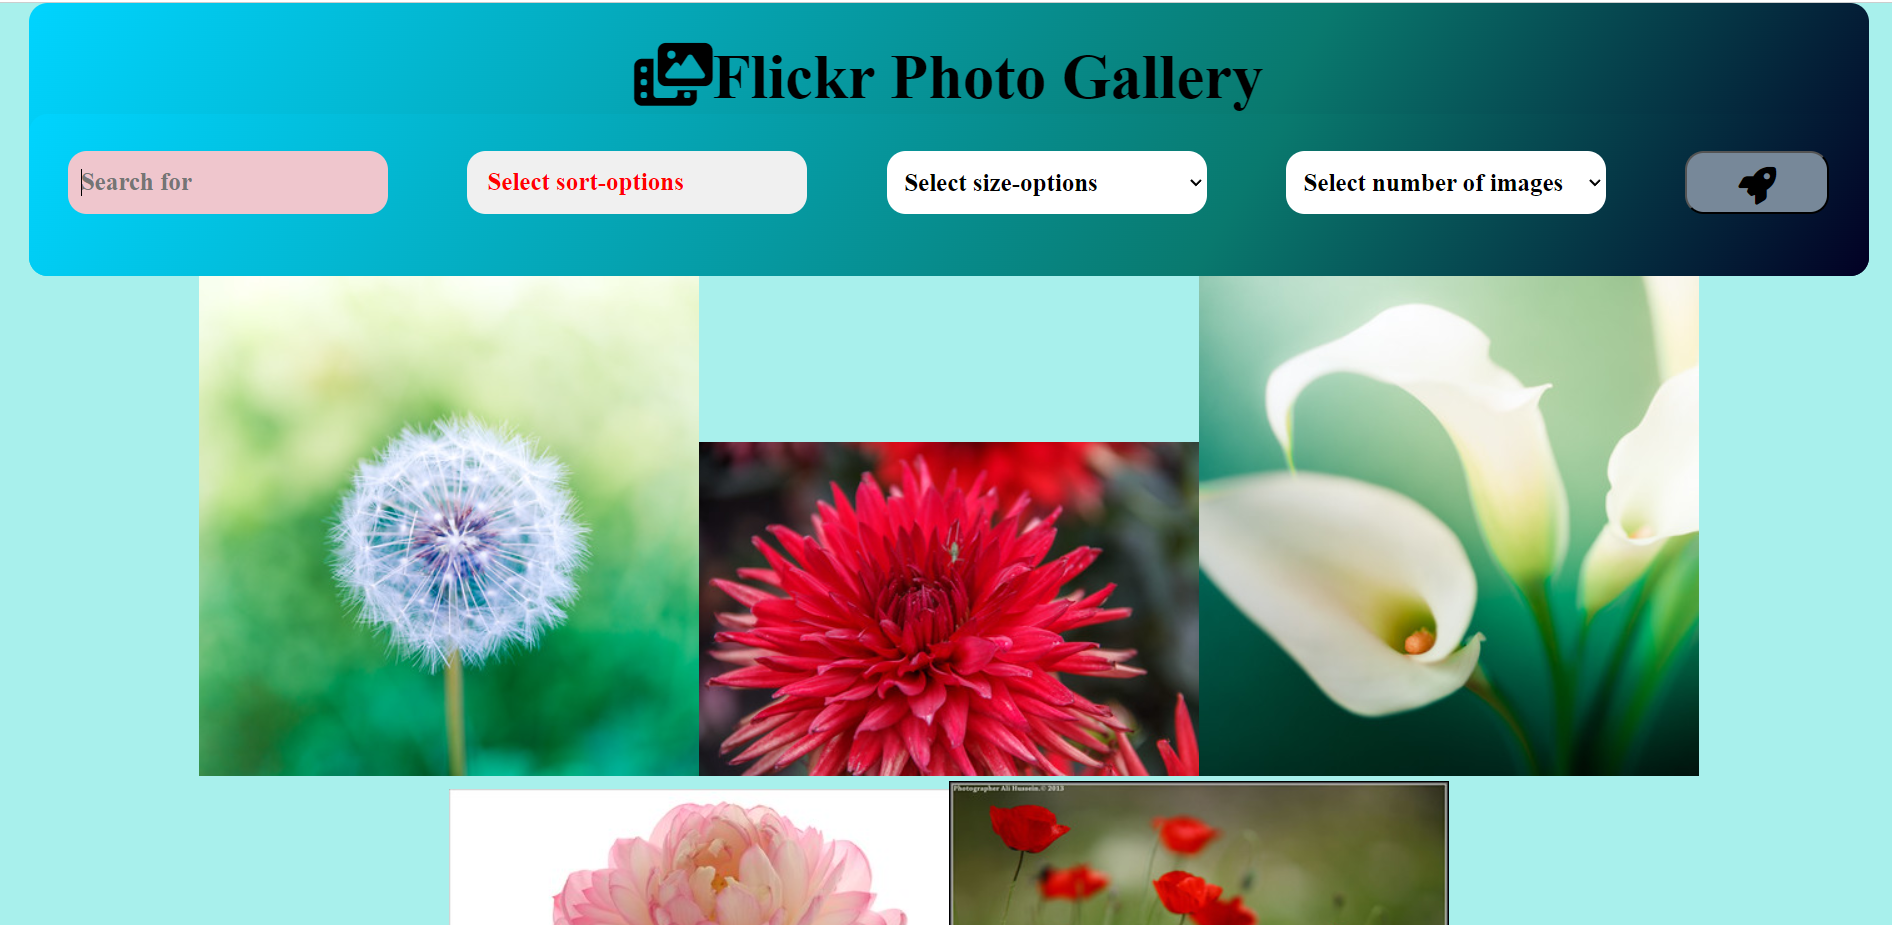 Flickr Photo Gallery
Search for
Select sort-options
Select size-options
Select number of images
Photographer Ali Hussein.© 2013